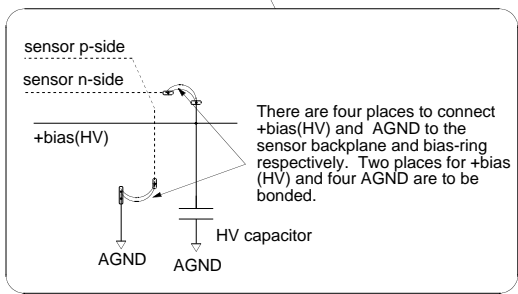 sensor p-side
sensor n-side
+bias(HV)
There are four places to connect
+bias(HV) and AGND to the
sensor backplane and bias-ring
respectively. Two places for +bias
(HV) and four AGND are to be
bonded.
HV capacitor
AGND
AGND